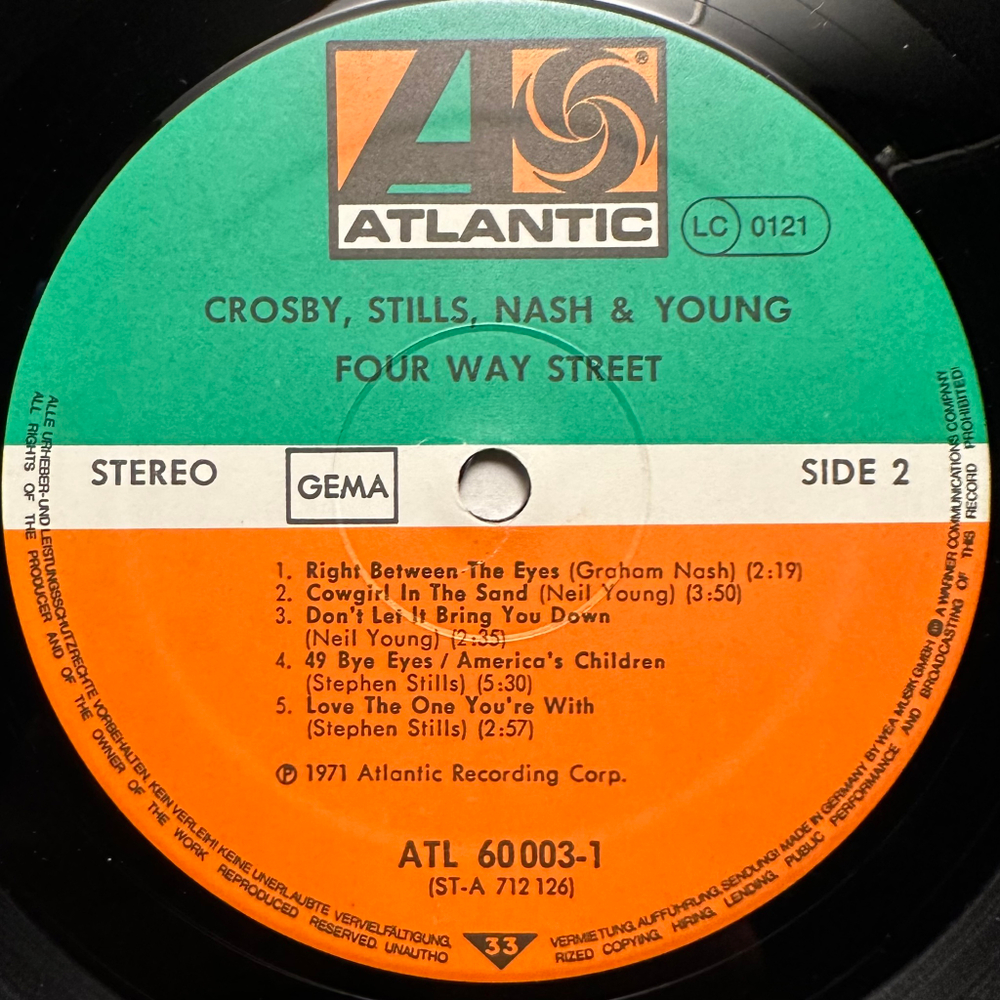 ®
ATLANTIC
LC 0121
CROSBY, STILLS, NASH & YOUNG
FOUR WAY STREET
STEREO GEMA SIDE 2
1. Right Between The Eyes (Graham Nash) (2:19)
2. Cowgirl In The Sand (Neil Young) (3:50)
3. Don't Let It Bring You Down
(Neil Young) (2:35)
4. 49 Bye Eyes / America's Children
(Stephen Stills) (5:30)
5. Love The One You're With
(Stephen Stills) (2:57)
℗ 1971 Atlantic Recording Corp.
ATL 60 003-1
(ST-A 712 126)
33
ALLE URHEBER-UND LEISTUNGSSCHUTZRECHTE VORBEHALTEN. KEIN VERLEIH! KEINE UNERLAUBTE VERVIELFÄLTIGUNG, VERMIETUNG, AUFFÜHRUNG, SENDUNG! MADE IN GERMANY BY WEA MUSIK GMBH A WARNER COMMUNICATIONS COMPANY
ALL RIGHTS OF THE PRODUCER AND OF THE OWNER OF THE WORK REPRODUCED RESERVED. UNAUTHORIZED COPYING, HIRING, LENDING, PUBLIC PERFORMANCE AND BROADCASTING OF THIS RECORD PROHIBITED!